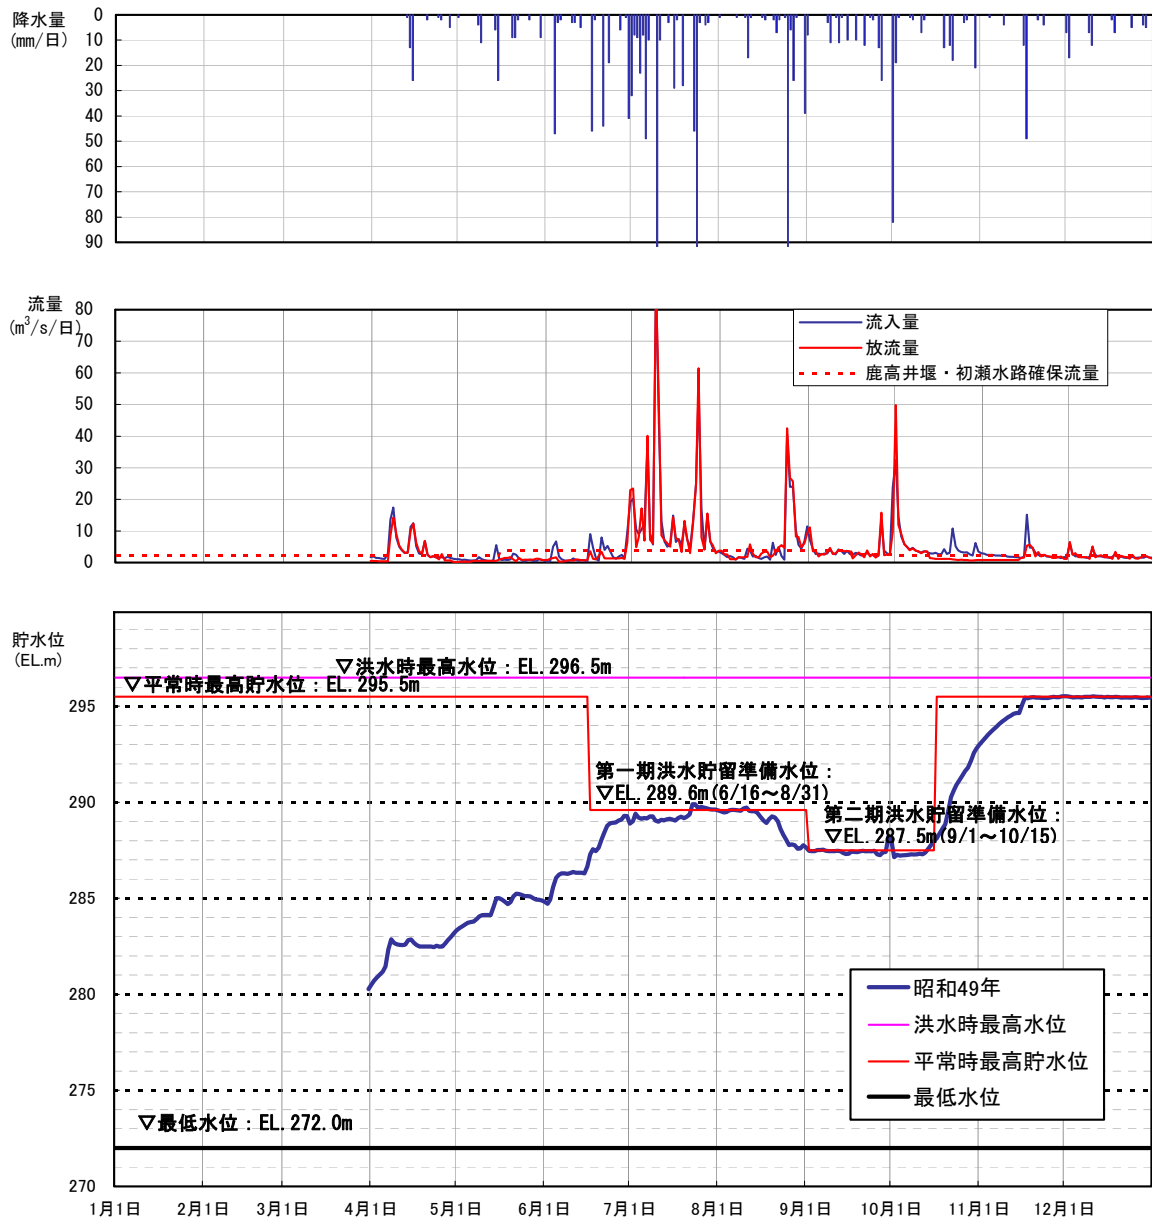 降水量
(mm/日)
0
10
20
30
40
50
60
70
80
90
流量
(m³/s/日)
80
70
60
50
40
30
20
10
0
流入量
放流量
鹿高井堰・初瀬水路確保流量
貯水位
(EL.m)
▽洪水時最高水位：EL.296.5m
▽平常時最高貯水位：EL.295.5m
295
第一期洪水貯留準備水位：
▽EL.289.6m(6/16～8/31)
290
第二期洪水貯留準備水位：
▽EL.287.5m(9/1～10/15)
285
280
275
270
昭和49年
洪水時最高水位
平常時最高貯水位
最低水位
▽最低水位：EL.272.0m
1月1日 2月1日 3月1日 4月1日 5月1日 6月1日 7月1日 8月1日 9月1日 10月1日 11月1日 12月1日